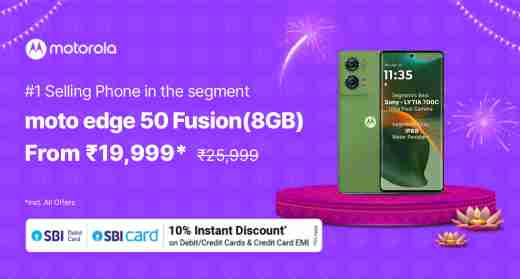 motorola
#1 Selling Phone in the segment
moto edge 50 Fusion(8GB)
From ₹19,999* ₹25,999
*Incl. All Offers
SBI Debit Card
SBI card
10% Instant Discount*
on Debit/Credit Cards & Credit Card EMI
11:35
Segment's Best
Sony - LYTIA 700C
Segment's Only
IP68